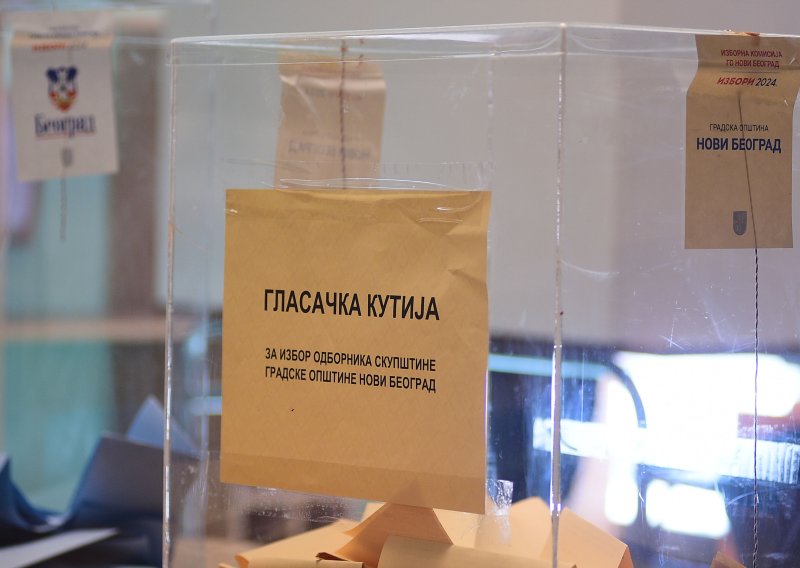 Београд
ИЗБОРНА КОМИСИЈА
ГО НОВИ БЕОГРАД
ИЗБОРИ 2024.
ГРАДСКА ОПШТИНА
НОВИ БЕОГРАД
ГЛАСАЧКА КУТИЈА
ЗА ИЗБОР ОДБОРНИКА СКУПШТИНЕ
ГРАДСКЕ ОПШТИНЕ НОВИ БЕОГРАД